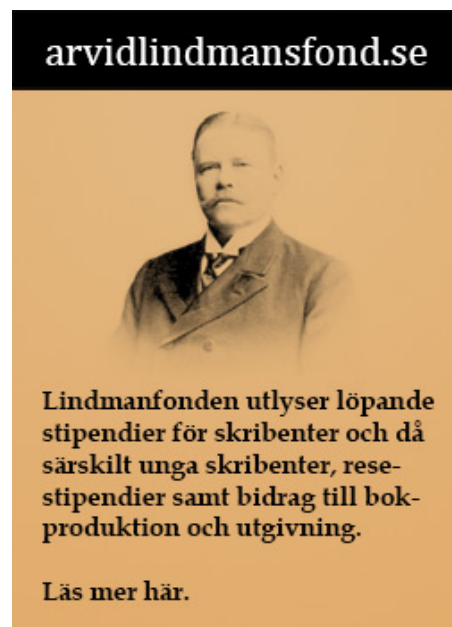 arvidlindmansfond.se
Lindmanfonden utlyser löpande
stipendier för skribenter och då
särskilt unga skribenter, rese-
stipendier samt bidrag till bok-
produktion och utgivning.
Läs mer här.